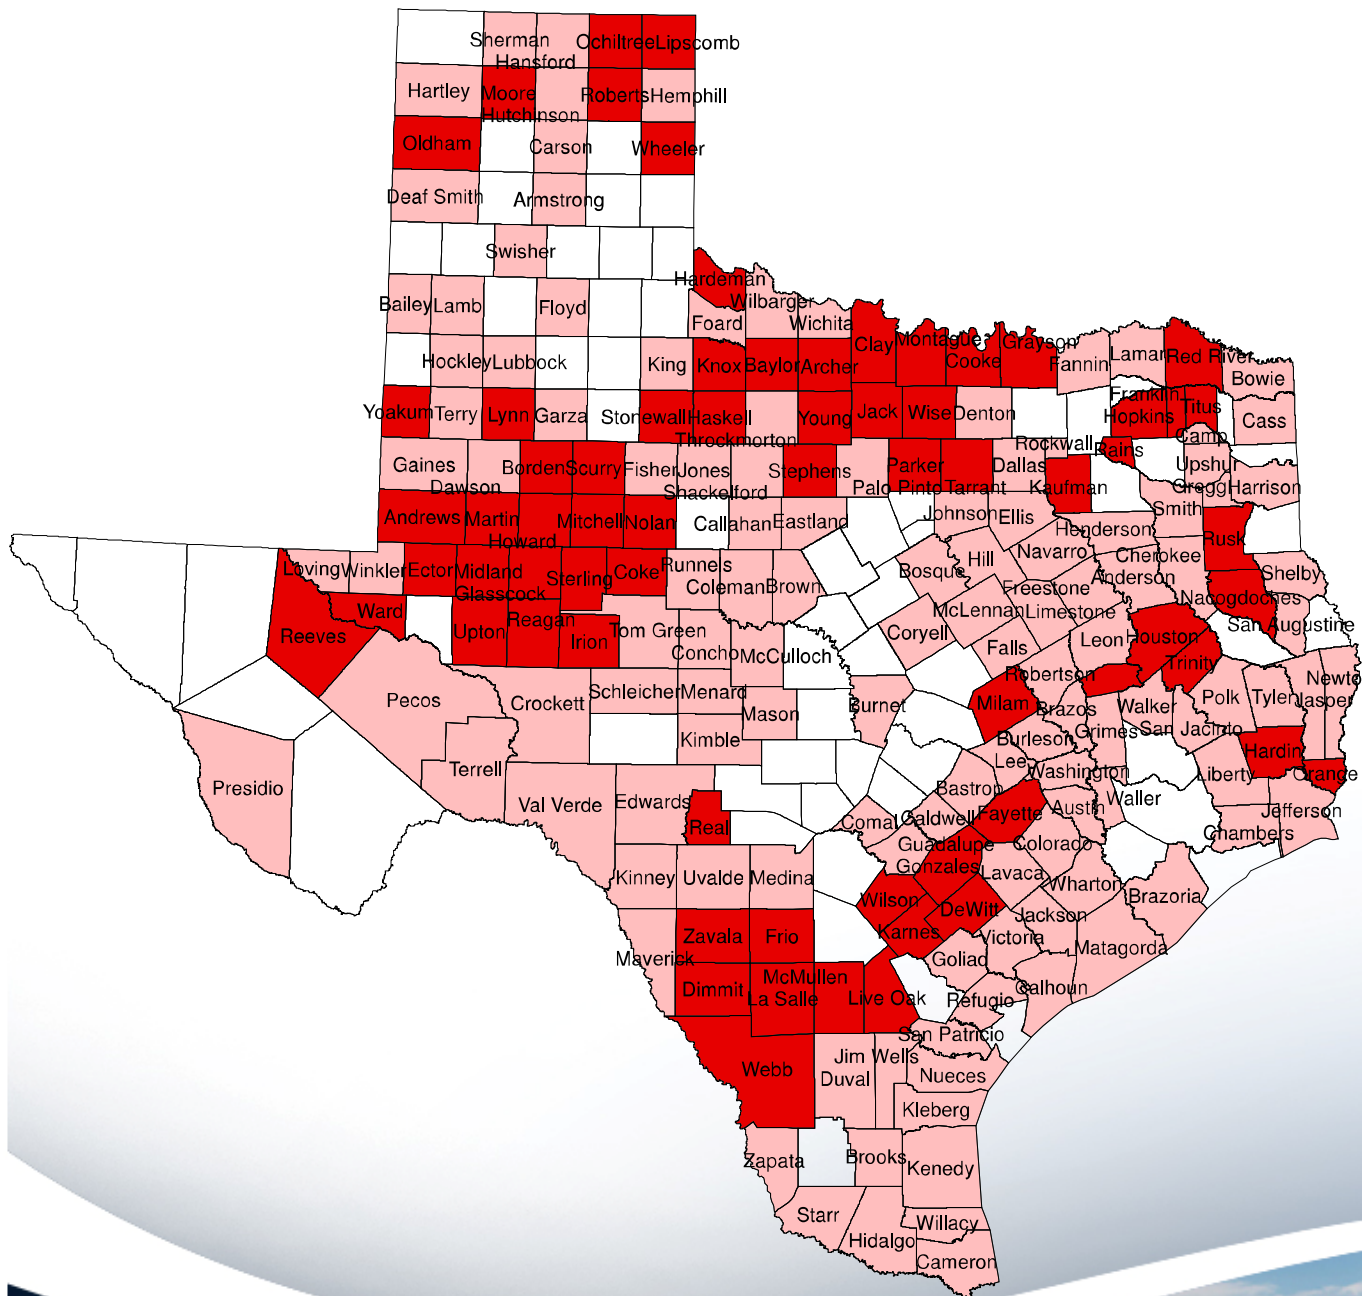 Sherman Ochiltree Lipscomb
Hansford
Hartley Moore Roberts Hemphill
Hutchinson
Oldham Carson Wheeler
Deaf Smith Armstrong
Swisher
Hardeman
Bailey Lamb Floyd Wilbarger
Foard Wichita
Clay Montague Grayson
Hockley Lubbock King Knox Baylor Archer Cooke Fannin Lamar Red River
Bowie
Yoakum Terry Lynn Garza Stonewall Haskell Young Jack Wise Denton Franklin Titus
Hopkins Cass
Throckmorton Rockwall Rains Camp
Gaines Borden Scurry Fisher Jones Stephens Parker Dallas Upshur
Dawson Shackelford Palo Pinto Tarrant Kaufman Gregg Harrison
Andrews Martin Mitchell Nolan Callahan Eastland Johnson Ellis Smith
Howard Henderson Rusk
Loving Winkler Ector Midland Sterling Coke Runnels Bosque Hill Navarro Cherokee Shelby
Glasscock Coleman Brown Freestone Anderson
Ward McLennan Limestone Nacogdoches
Reeves Upton Reagan Irion Tom Green Coryell Falls Leon Houston San Augustine
Concho McCulloch Trinity
Pecos Crockett Schleicher Menard Burnet Milam Robertson Polk Tyler Newto
Mason Brazos Walker Jasper
Kimble Burleson Grimes San Jacinto Hardin
Terrell Lee Washington Liberty Orange
Presidio Val Verde Edwards Bastrop Waller
Real Comal Caldwell Fayette Austin Jefferson
Guadalupe Colorado Chambers
Kinney Uvalde Medina Gonzales Lavaca
Wilson Wharton Brazoria
DeWitt Jackson
Zavala Frio Karnes Victoria
Maverick Goliad Matagorda
Dimmit McMullen Calhoun
La Salle Live Oak Refugio
San Patricio
Webb Jim Wells
Duval Nueces
Kleberg
Zapata Brooks Kenedy
Starr Willacy
Hidalgo
Cameron